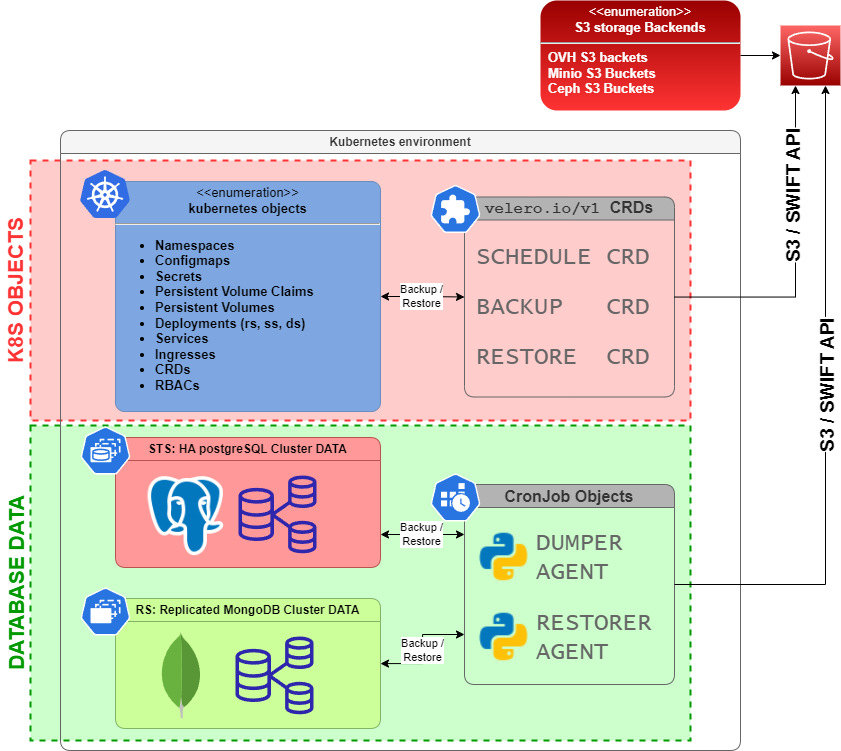 <<enumeration>>
S3 storage Backends
OVH S3 backets
Minio S3 Buckets
Ceph S3 Buckets
S3 / SWIFT API
S3 / SWIFT API
Kubernetes environment
K8S OBJECTS
<<enumeration>>
kubernetes objects
Namespaces
Configmaps
Secrets
Persistent Volume Claims
Persistent Volumes
Deployments (rs, ss, ds)
Services
Ingresses
CRDs
RBACs
Backup /
Restore
velero.io/v1 CRDs
SCHEDULE CRD
BACKUP CRD
RESTORE CRD
DATABASE DATA
STS: HA postgreSQL Cluster DATA
Backup /
Restore
RS: Replicated MongoDB Cluster DATA
Backup /
Restore
CronJob Objects
DUMPER
AGENT
RESTORER
AGENT